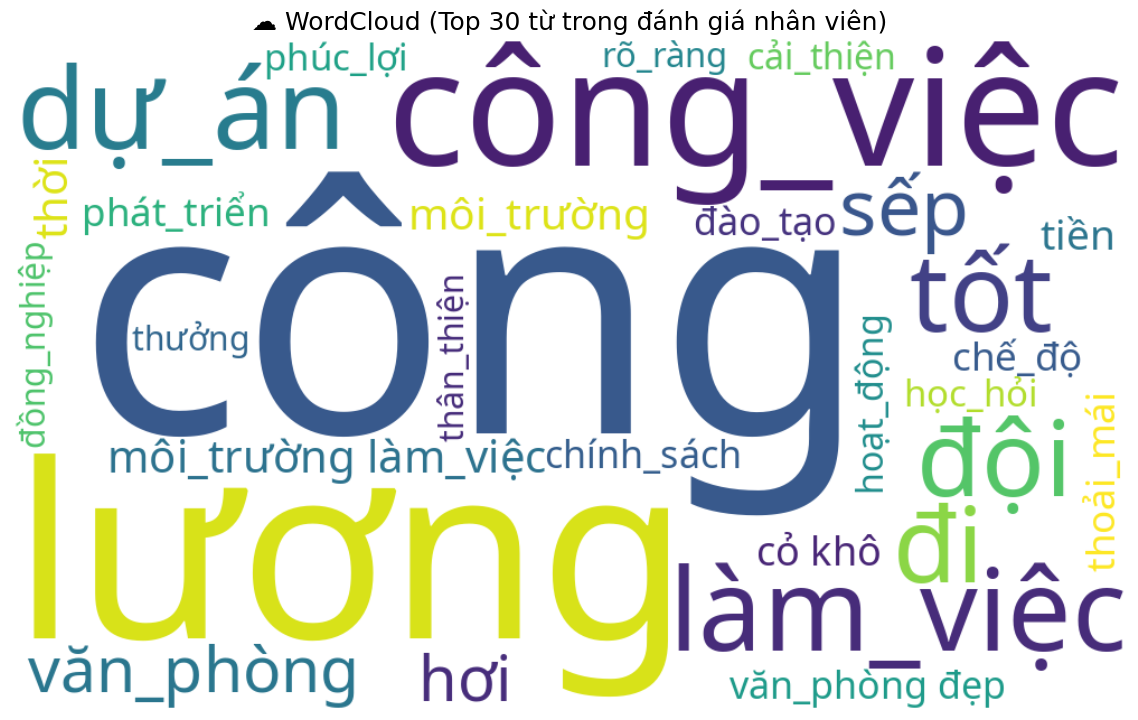 ☁ WordCloud (Top 30 từ trong đánh giá nhân viên)
phúc_lợi
rõ_ràng
cải_thiện
dự_án
công_việc
thời
phát_triển
môi_trường
đào_tạo
sếp
tiền
công
tốt
đồng_nghiệp
thưởng
thân_thiện
hoạt_động
chế_độ
học_hỏi
môi_trường làm_việc
chính_sách
đội
thoải_mái
lương
cỏ khô
đi
làm_việc
văn_phòng
hơi
văn_phòng đẹp